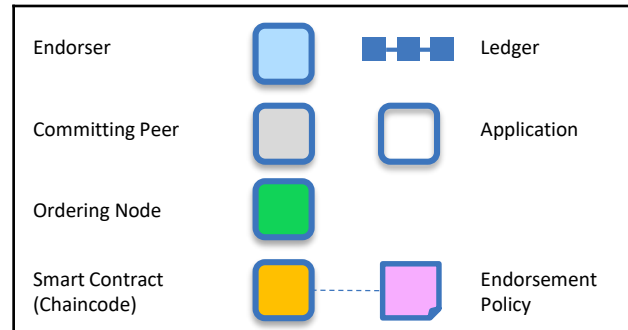 Endorser
Ledger
Committing Peer
Application
Ordering Node
Smart Contract
(Chaincode)
Endorsement
Policy